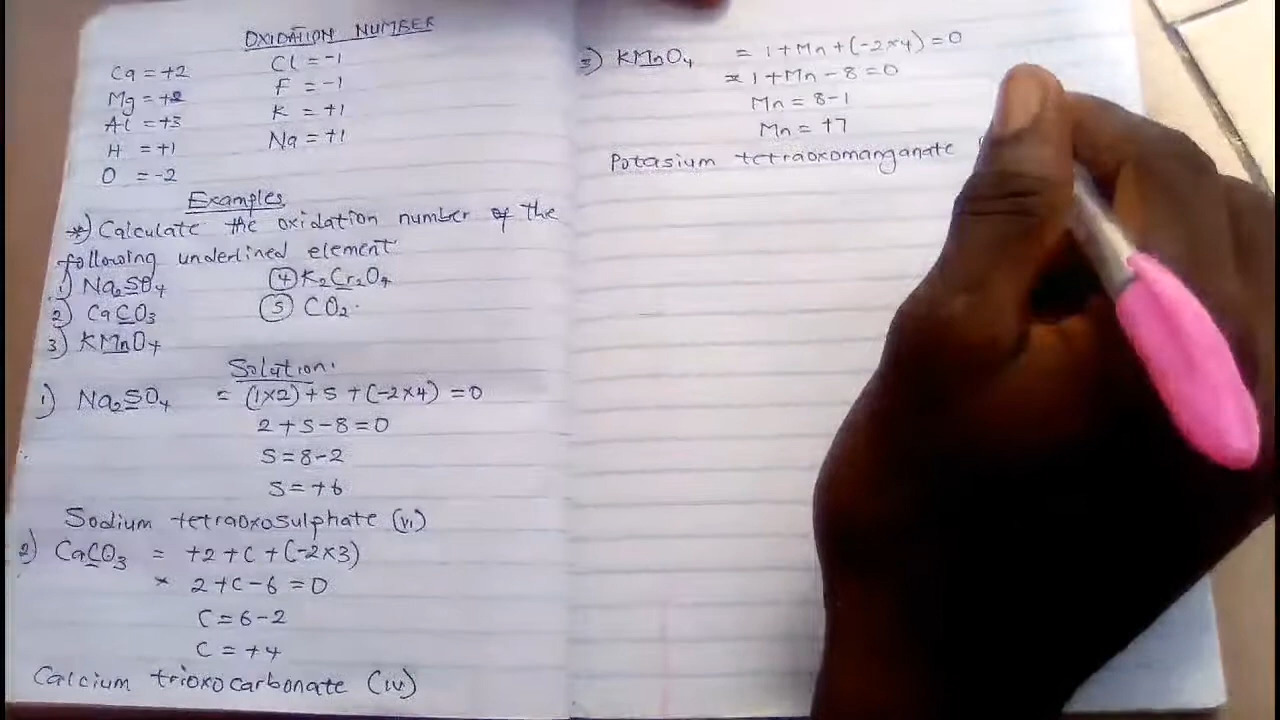 OXIDATION NUMBER
Ca = +2
Mg = +2
Al = +3
H = +1
O = -2
Cl = -1
F = -1
K = +1
Na = +1
Examples
*) Calculate the oxidation number of the
following underlined element
1) Na2SO4
2) CaCO3
3) KMnO4
④ K2Cr2O7
⑤ CO2.
Solution.
1) Na2SO4 = (1×2) + S + (-2×4) = 0
2 + S - 8 = 0
S = 8 - 2
S = +6
Sodium tetraoxosulphate (vi)
2) CaCO3 = +2 + C + (-2×3)
* 2 + C - 6 = 0
C = 6 - 2
C = +4
Calcium trioxocarbonate (iv)
3) KMnO4 = 1 + Mn + (-2×4) = 0
= 1 + Mn - 8 = 0
Mn = 8 - 1
Mn = +7
Potasium tetraoxomanganate